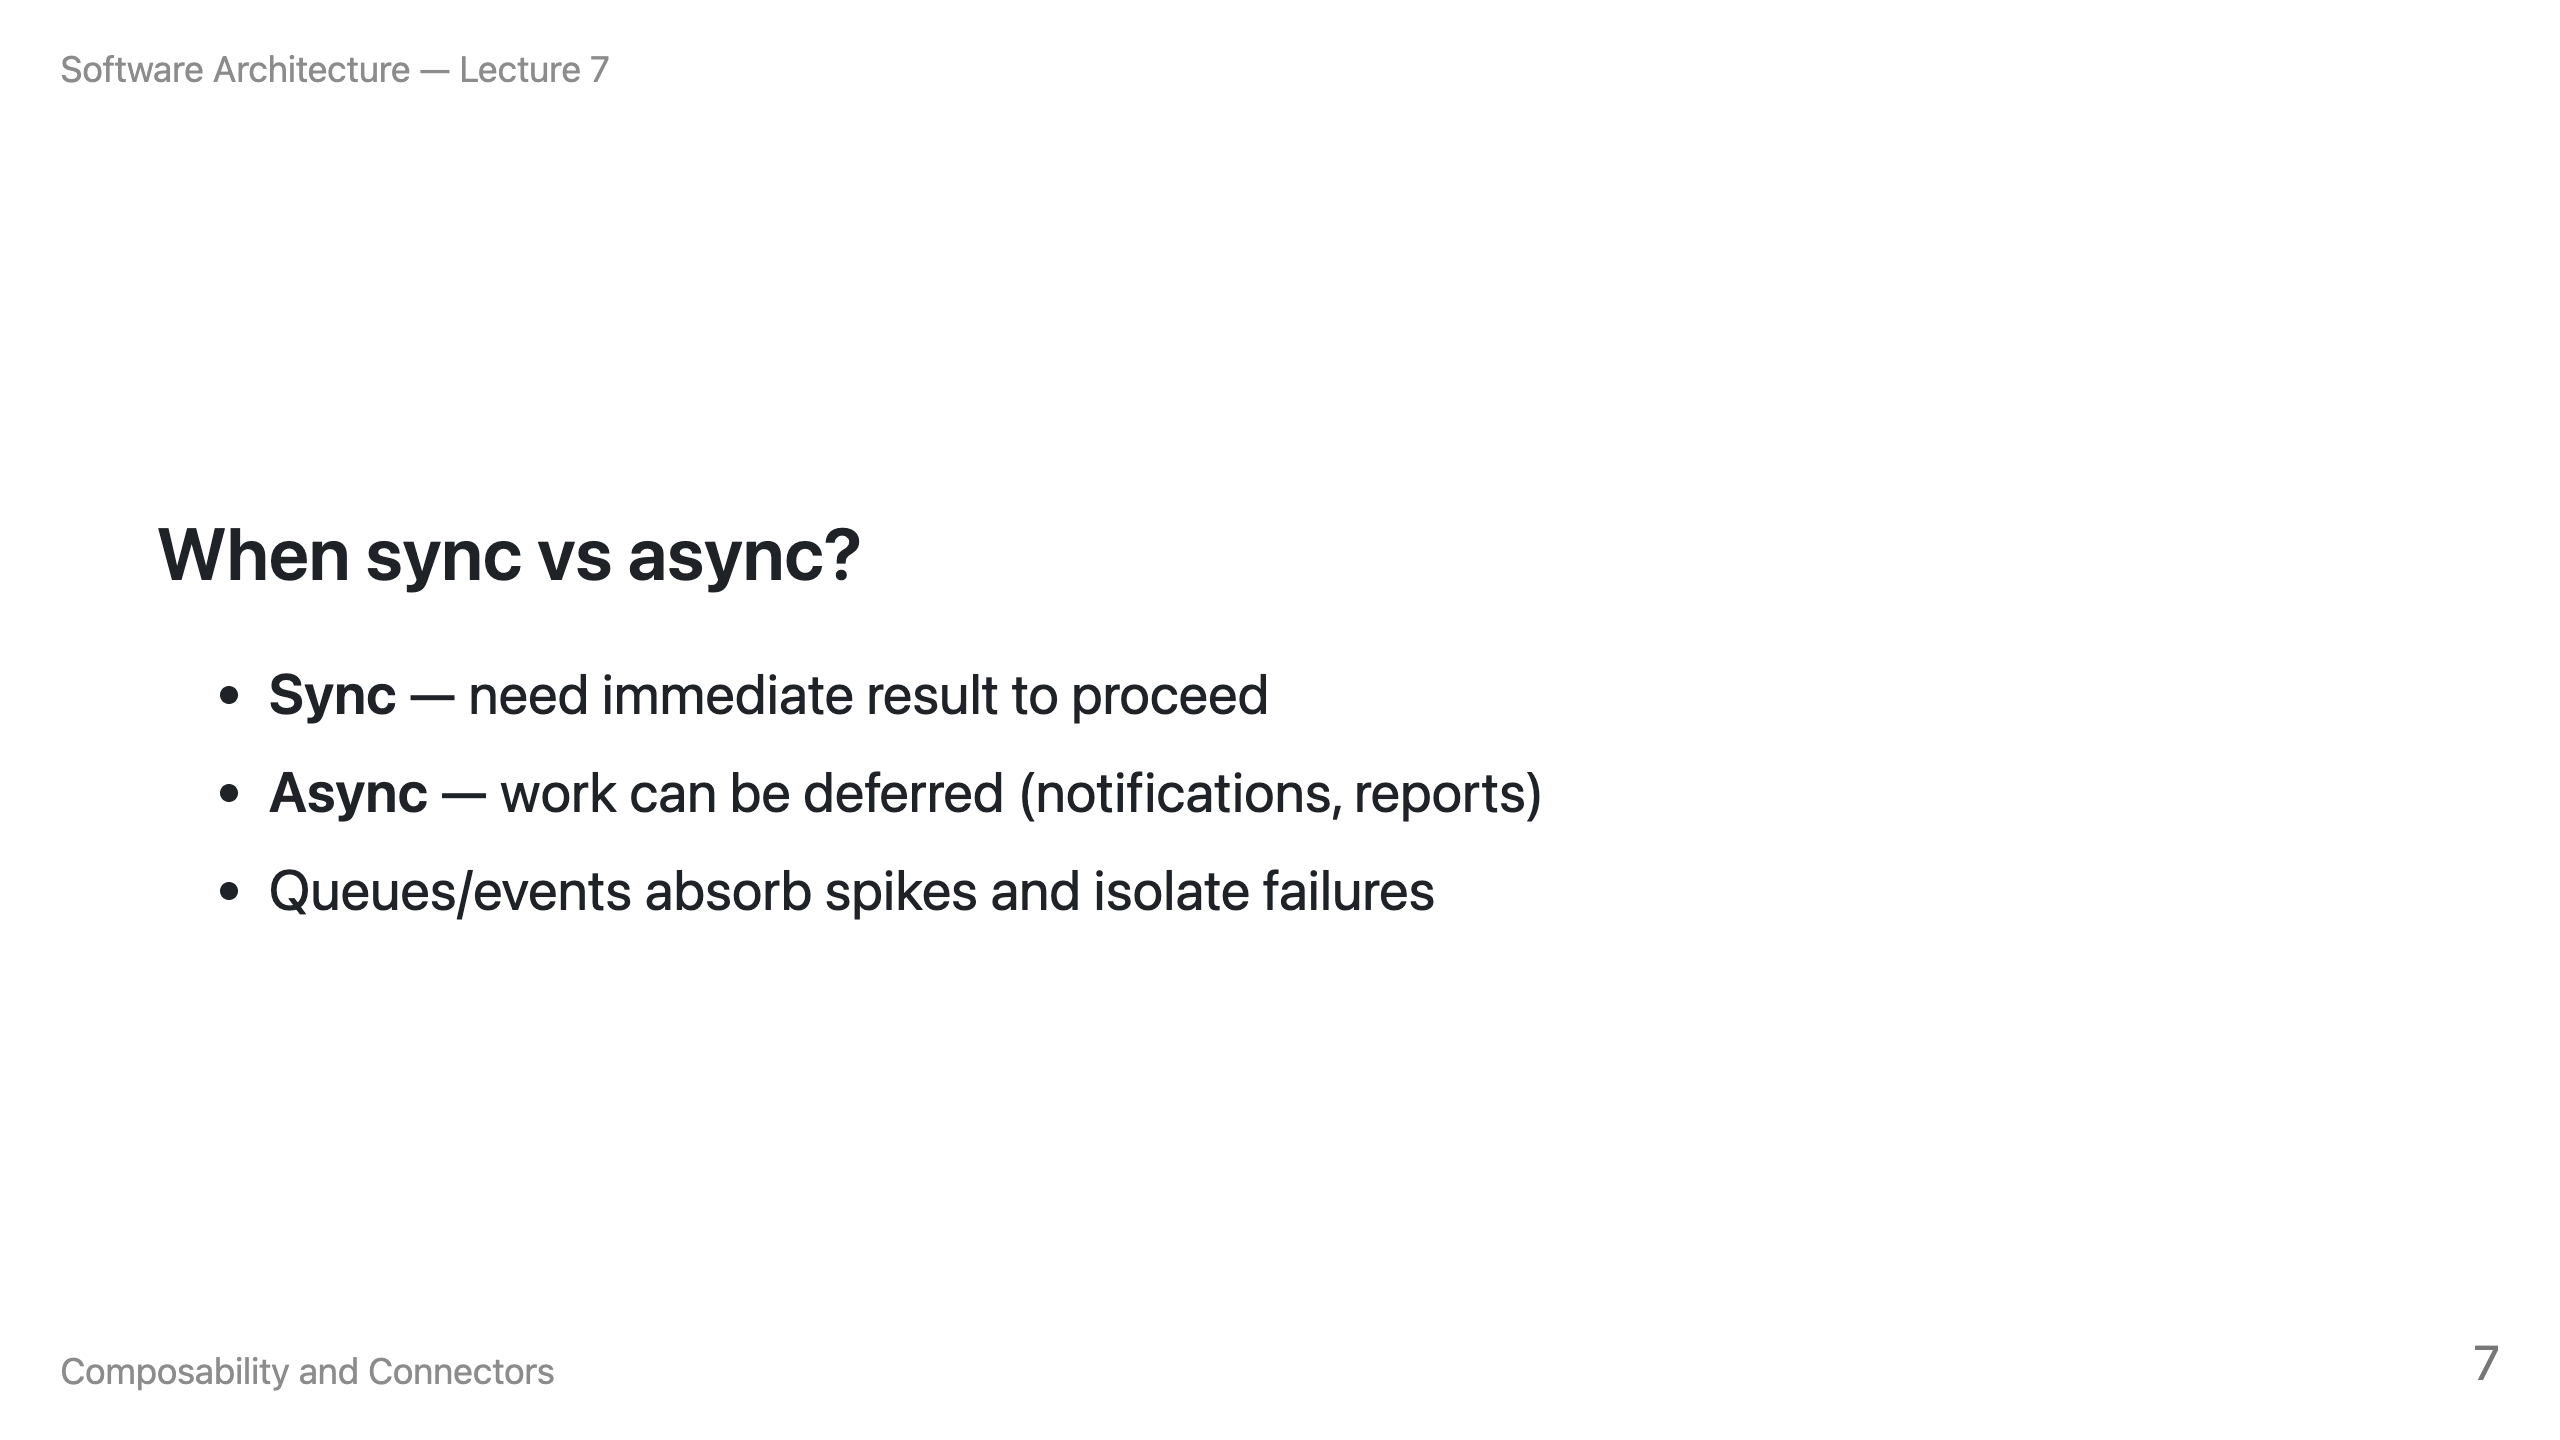 Software Architecture — Lecture 7
When sync vs async?
• Sync — need immediate result to proceed
• Async — work can be deferred (notifications, reports)
• Queues/events absorb spikes and isolate failures
Composability and Connectors
7